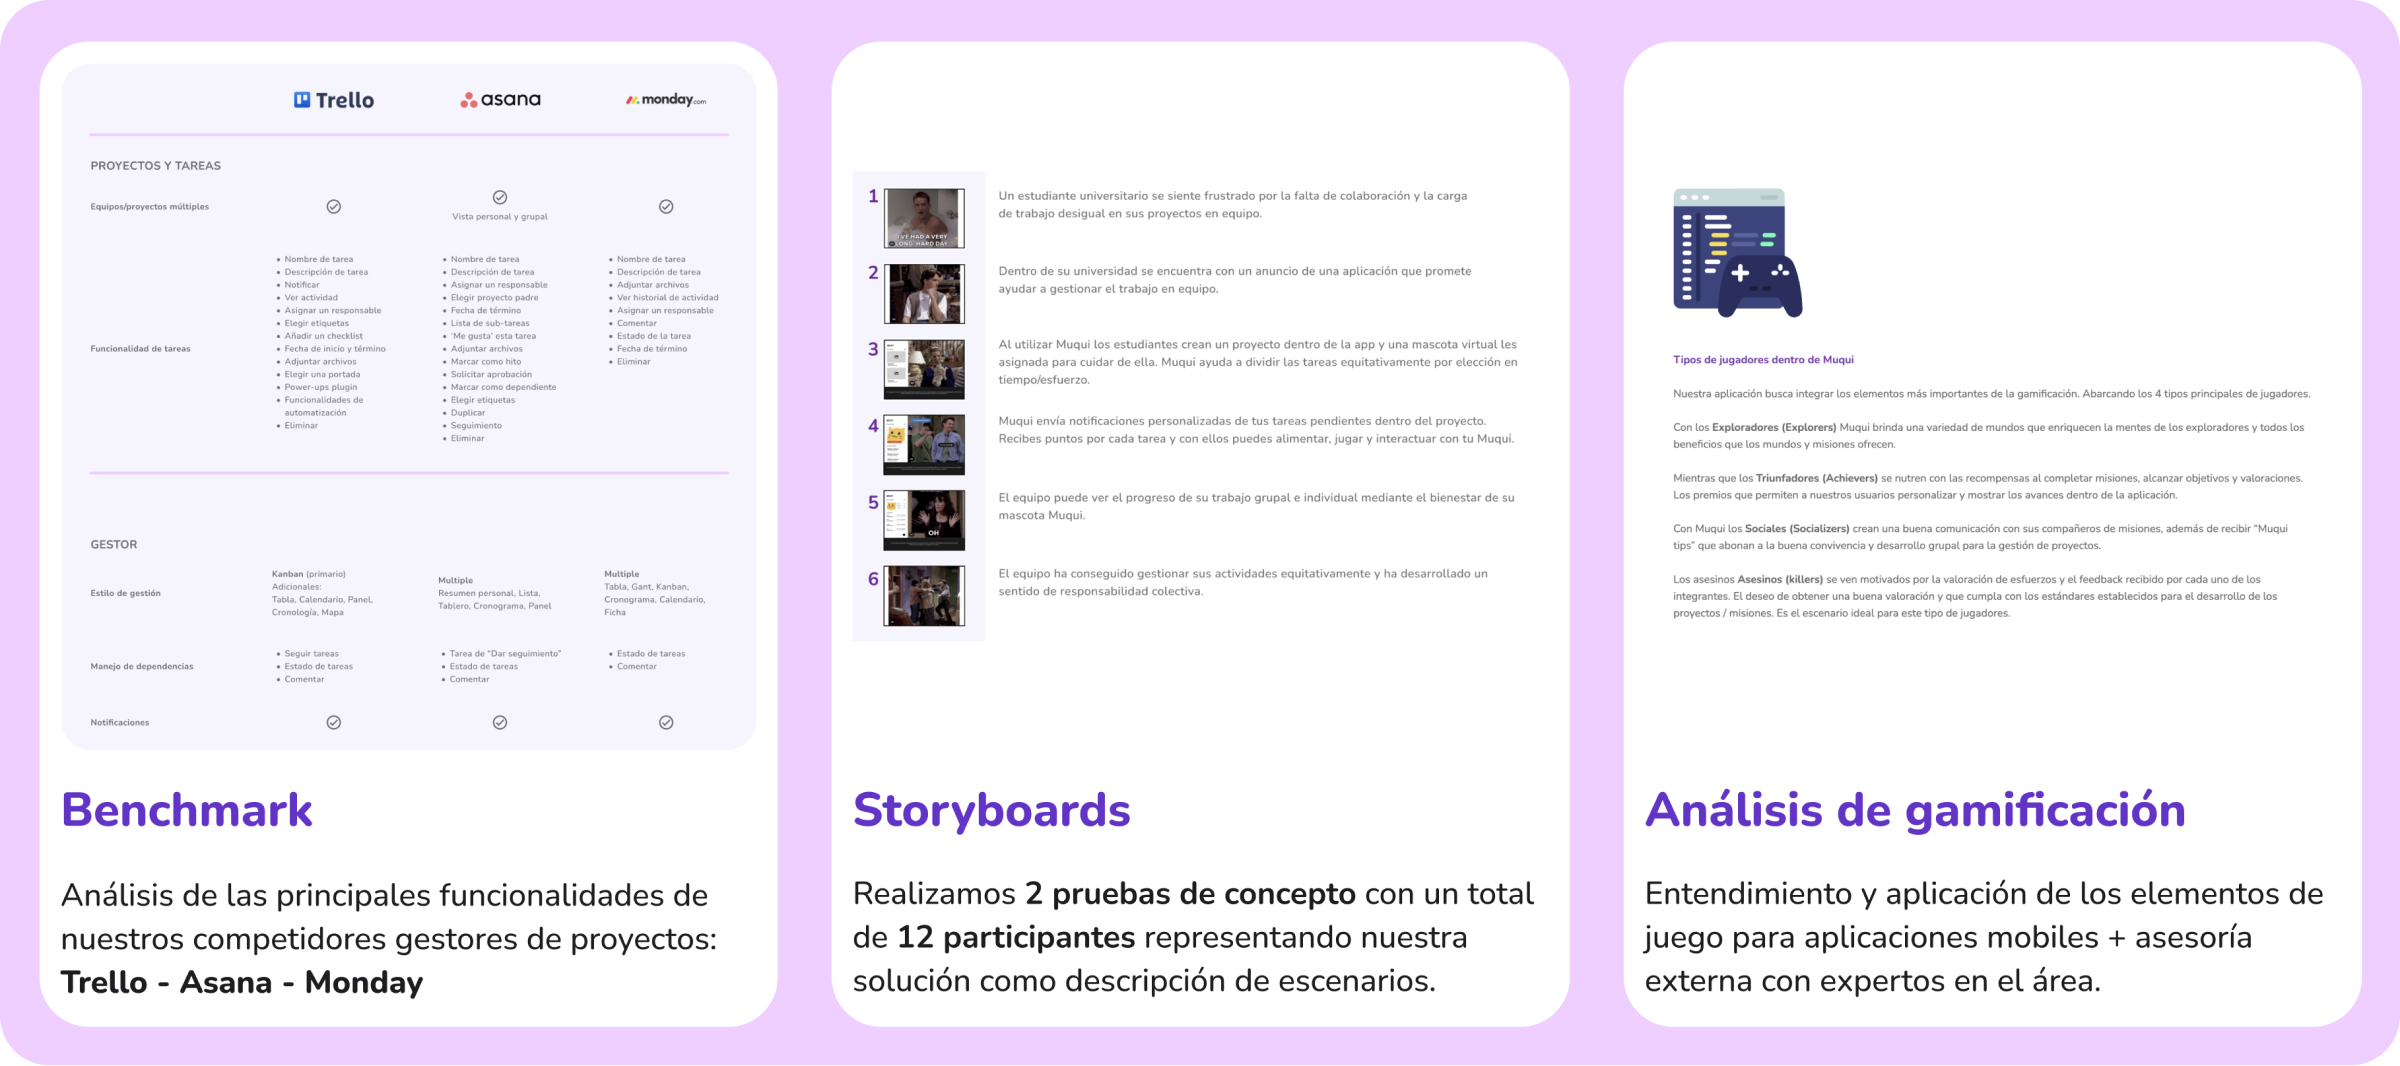 Trello
asana
monday.com
PROYECTOS Y TAREAS
Equipos/proyectos múltiples
Vista personal y grupal
Funcionalidad de tareas
• Nombre de tarea
• Descripción de tarea
• Notificar
• Ver actividad
• Asignar un responsable
• Elegir etiquetas
• Añadir un checklist
• Fecha de inicio y término
• Adjuntar archivos
• Elegir una portada
• Power-ups plugin
• Funcionalidades de
automatización
• Eliminar
• Nombre de tarea
• Descripción de tarea
• Asignar un responsable
• Elegir proyecto padre
• Fecha de término
• Lista de sub-tareas
• 'Me gusta' esta tarea
• Adjuntar archivos
• Marcar como hito
• Solicitar aprobación
• Marcar como dependiente
• Elegir etiquetas
• Duplicar
• Seguimiento
• Eliminar
• Nombre de tarea
• Descripción de tarea
• Adjuntar archivos
• Ver historial de actividad
• Asignar un responsable
• Comentar
• Estado de la tarea
• Fecha de término
• Eliminar
GESTOR
Estilo de gestión
Kanban (primario)
Adicionales:
Tabla, Calendario, Panel,
Cronología, Mapa
Multiple
Resumen personal, Lista,
Tablero, Cronograma, Panel
Multiple
Tabla, Gant, Kanban,
Cronograma, Calendario,
Ficha
Manejo de dependencias
• Seguir tareas
• Estado de tareas
• Comentar
• Tarea de "Dar seguimiento"
• Estado de tareas
• Comentar
• Estado de tareas
• Comentar
Notificaciones
Benchmark
Análisis de las principales funcionalidades de
nuestros competidores gestores de proyectos:
Trello - Asana - Monday
1
I'VE HAD A VERY
LONG, HARD DAY
Un estudiante universitario se siente frustrado por la falta de colaboración y la carga
de trabajo desigual en sus proyectos en equipo.
2
Dentro de su universidad se encuentra con un anuncio de una aplicación que promete
ayudar a gestionar el trabajo en equipo.
3
Al utilizar Muqui los estudiantes crean un proyecto dentro de la app y una mascota virtual les
asignada para cuidar de ella. Muqui ayuda a dividir las tareas equitativamente por elección en
tiempo/esfuerzo.
4
Muqui envía notificaciones personalizadas de tus tareas pendientes dentro del proyecto.
Recibes puntos por cada tarea y con ellos puedes alimentar, jugar y interactuar con tu Muqui.
5
OH
El equipo puede ver el progreso de su trabajo grupal e individual mediante el bienestar de su
mascota Muqui.
6
El equipo ha conseguido gestionar sus actividades equitativamente y ha desarrollado un
sentido de responsabilidad colectiva.
Storyboards
Realizamos 2 pruebas de concepto con un total
de 12 participantes representando nuestra
solución como descripción de escenarios.
Tipos de jugadores dentro de Muqui
Nuestra aplicación busca integrar los elementos más importantes de la gamificación. Abarcando los 4 tipos principales de jugadores.
Con los Exploradores (Explorers) Muqui brinda una variedad de mundos que enriquecen la mentes de los exploradores y todos los
beneficios que los mundos y misiones ofrecen.
Mientras que los Triunfadores (Achievers) se nutren con las recompensas al completar misiones, alcanzar objetivos y valoraciones.
Los premios que permiten a nuestros usuarios personalizar y mostrar los avances dentro de la aplicación.
Con Muqui los Sociales (Socializers) crean una buena comunicación con sus compañeros de misiones, además de recibir "Muqui
tips" que abonan a la buena convivencia y desarrollo grupal para la gestión de proyectos.
Los asesinos Asesinos (killers) se ven motivados por la valoración de esfuerzos y el feedback recibido por cada uno de los
integrantes. El deseo de obtener una buena valoración y que cumpla con los estándares establecidos para el desarrollo de los
proyectos / misiones. Es el escenario ideal para este tipo de jugadores.
Análisis de gamificación
Entendimiento y aplicación de los elementos de
juego para aplicaciones mobiles + asesoría
externa con expertos en el área.